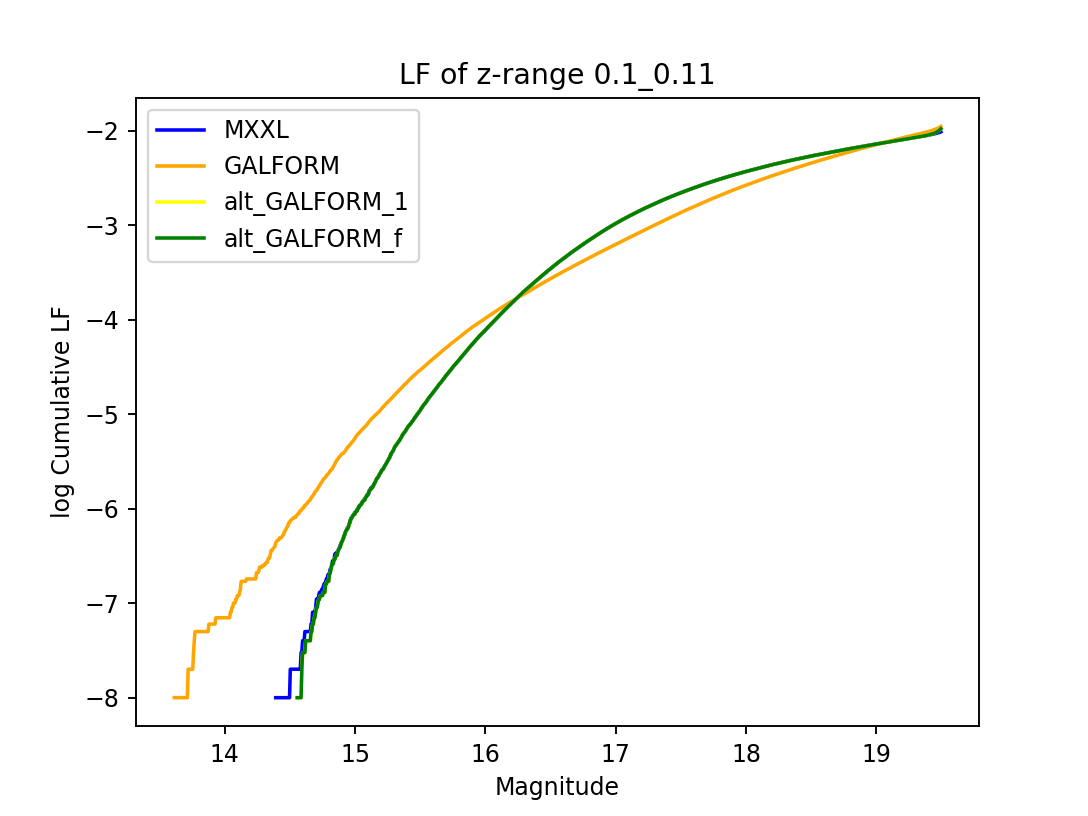 LF of z-range 0.1_0.11
MXXL
GALFORM
alt_GALFORM_1
alt_GALFORM_f
log Cumulative LF
−2
−3
−4
−5
−6
−7
−8
14 15 16 17 18 19
Magnitude